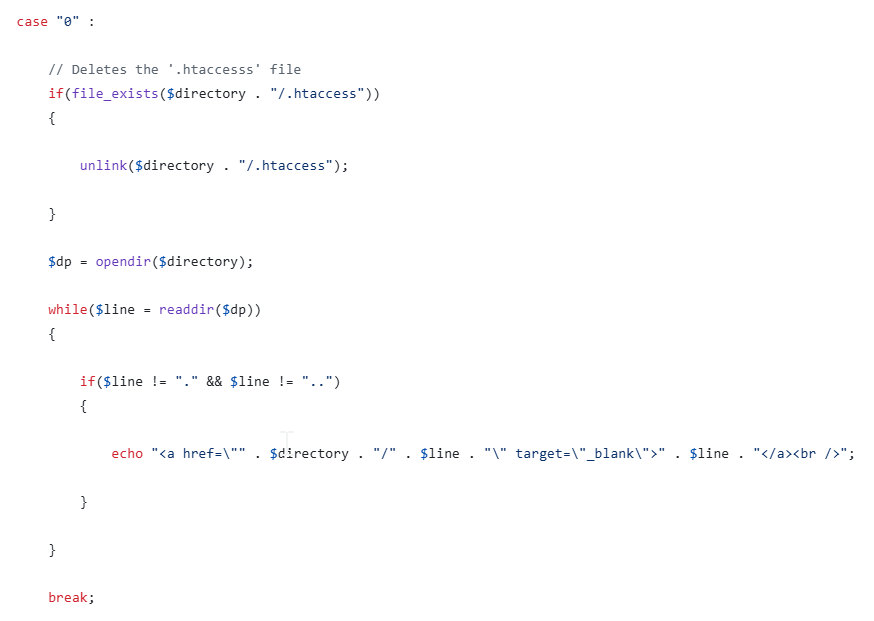 case "0" :
// Deletes the '.htaccesss' file
if(file_exists($directory . "/.htaccess"))
{
unlink($directory . "/.htaccess");
}
$dp = opendir($directory);
while($line = readdir($dp))
{
if($line != "." && $line != "..")
{
echo "<a href=\"" . $directory . "/" . $line . "\" target=\"_blank\">" . $line . "</a><br />";
}
}
break;